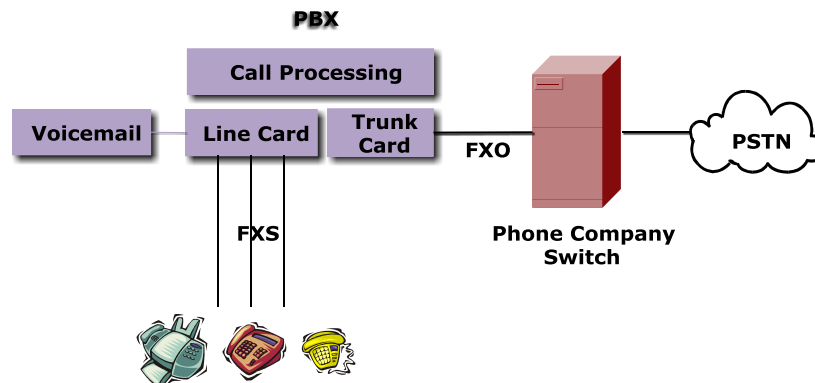 PBX
Call Processing
Voicemail
Line Card
Trunk
Card
FXO
PSTN
FXS
Phone Company
Switch